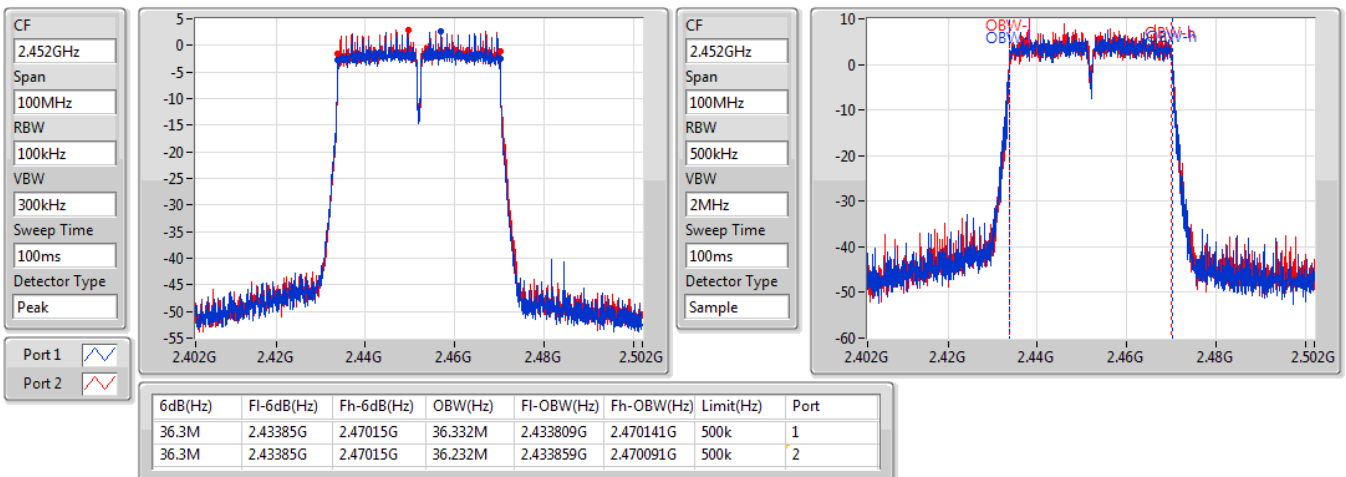 CF
2.452GHz
Span
100MHz
RBW
100kHz
VBW
300kHz
Sweep Time
100ms
Detector Type
Peak
Port 1
Port 2
5
0
-5
-10
-15
-20
-25
-30
-35
-40
-45
-50
-55
2.402G 2.42G 2.44G 2.46G 2.48G 2.502G
CF
2.452GHz
Span
100MHz
RBW
500kHz
VBW
2MHz
Sweep Time
100ms
Detector Type
Sample
10
0
-10
-20
-30
-40
-50
-60
2.402G 2.42G 2.44G 2.46G 2.48G 2.502G
6dB(Hz) Fl-6dB(Hz) Fh-6dB(Hz) OBW(Hz) Fl-OBW(Hz) Fh-OBW(Hz) Limit(Hz) Port
36.3M 2.43385G 2.47015G 36.332M 2.433809G 2.470141G 500k 1
36.3M 2.43385G 2.47015G 36.232M 2.433859G 2.470091G 500k 2